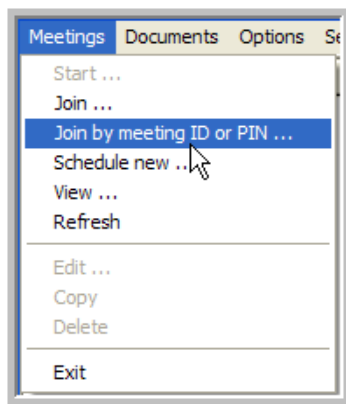 Meetings Documents Options Se
Start ...
Join ...
Join by meeting ID or PIN ...
Schedule new ...
View ...
Refresh
Edit ...
Copy
Delete
Exit